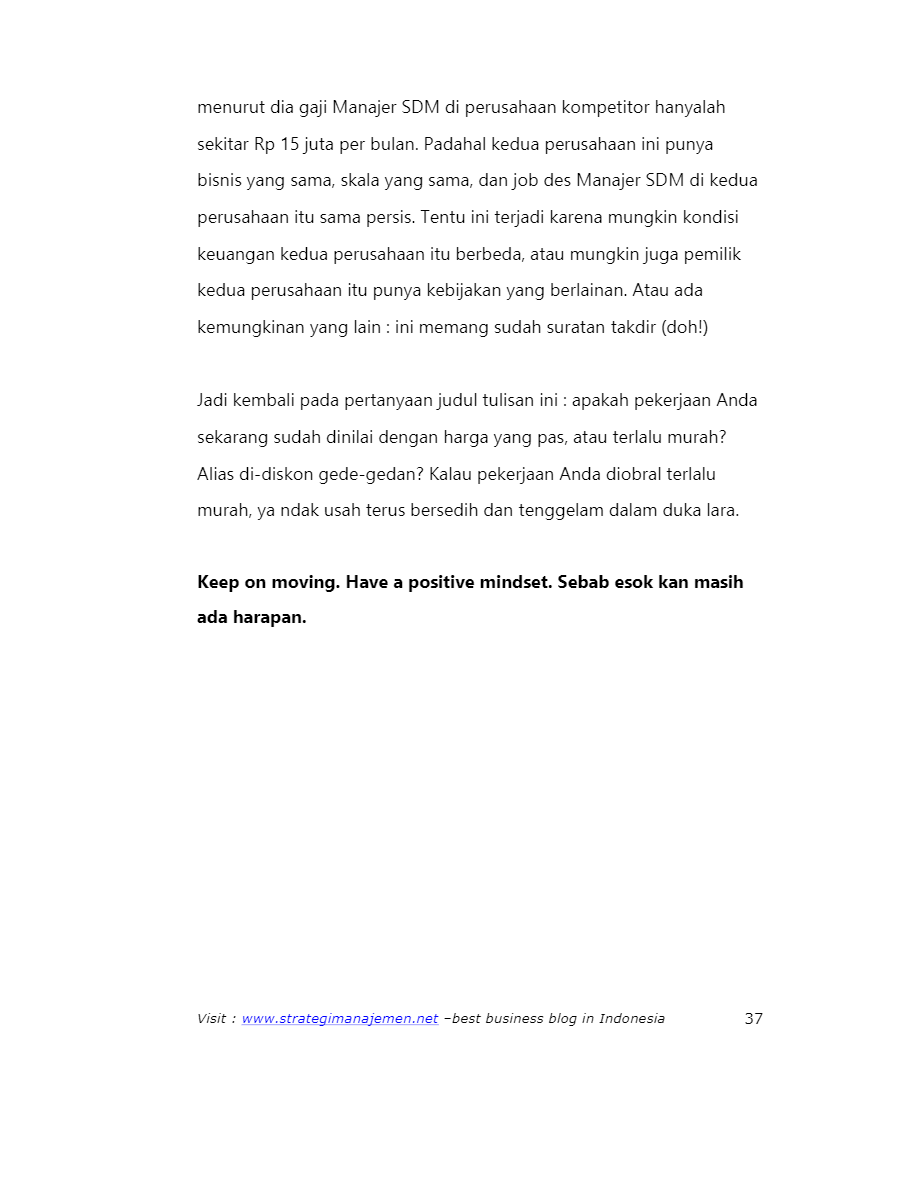 menurut dia gaji Manajer SDM di perusahaan kompetitor hanyalah
sekitar Rp 15 juta per bulan. Padahal kedua perusahaan ini punya
bisnis yang sama, skala yang sama, dan job des Manajer SDM di kedua
perusahaan itu sama persis. Tentu ini terjadi karena mungkin kondisi
keuangan kedua perusahaan itu berbeda, atau mungkin juga pemilik
kedua perusahaan itu punya kebijakan yang berlainan. Atau ada
kemungkinan yang lain : ini memang sudah suratan takdir (doh!)
Jadi kembali pada pertanyaan judul tulisan ini : apakah pekerjaan Anda
sekarang sudah dinilai dengan harga yang pas, atau terlalu murah?
Alias di-diskon gede-gedan? Kalau pekerjaan Anda diobral terlalu
murah, ya ndak usah terus bersedih dan tenggelam dalam duka lara.
Keep on moving. Have a positive mindset. Sebab esok kan masih
ada harapan.
Visit : www.strategimanajemen.net –best business blog in Indonesia 37